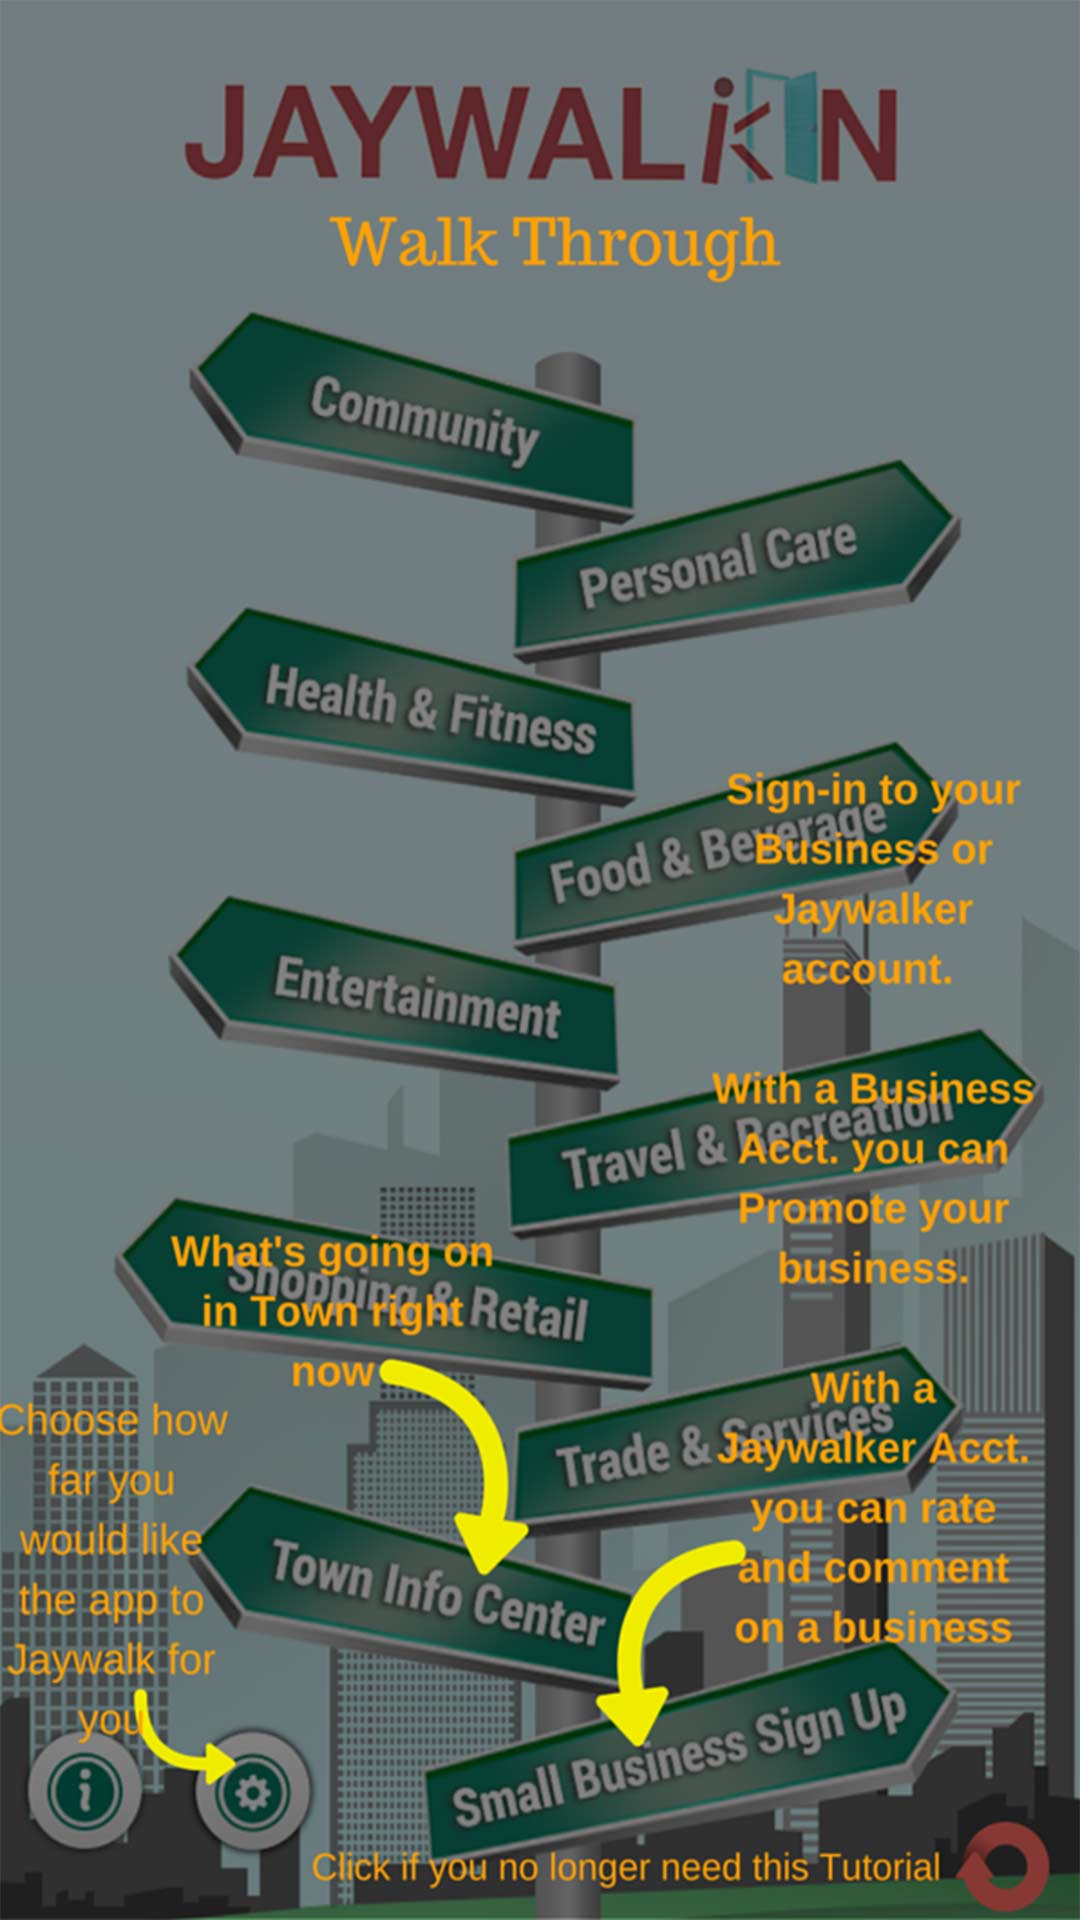 JAYWALKIN
Walk Through
Community
Personal Care
Health & Fitness
Food & Beverage
Sign-in to your
Business or
Jaywalker
account.
Entertainment
Travel & Recreation
With a Business
Acct. you can
Promote your
business.
Shopping & Retail
What's going on
in Town right
now
Trade & Services
With a
Jaywalker Acct.
you can rate
and comment
on a business
Choose how
far you
would like
the app to
Jaywalk for
you
Town Info Center
Small Business Sign Up
i
Click if you no longer need this Tutorial